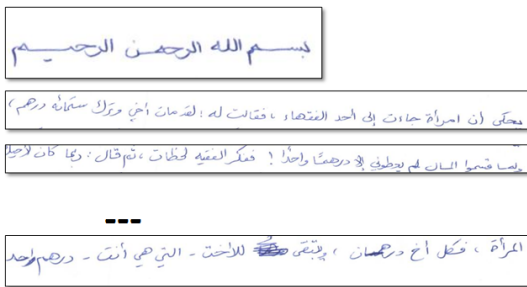 بسم الله الرحمن الرحيم
يحكى أن امرأة جاءت إلى أحد الفقهاء ، فقالت له : لقد مات أخي وترك ستمائة درهم ،
ولما قسموا المال لم يعطوني إلا درهمًا واحدًا ! ففكر الفقيه لحظات ، ثم قال : ربما كان لأخيك
---
المرأة ، فكل أخ درهمان ، ويتبقى للأخت - التي هي أنت - درهم واحد